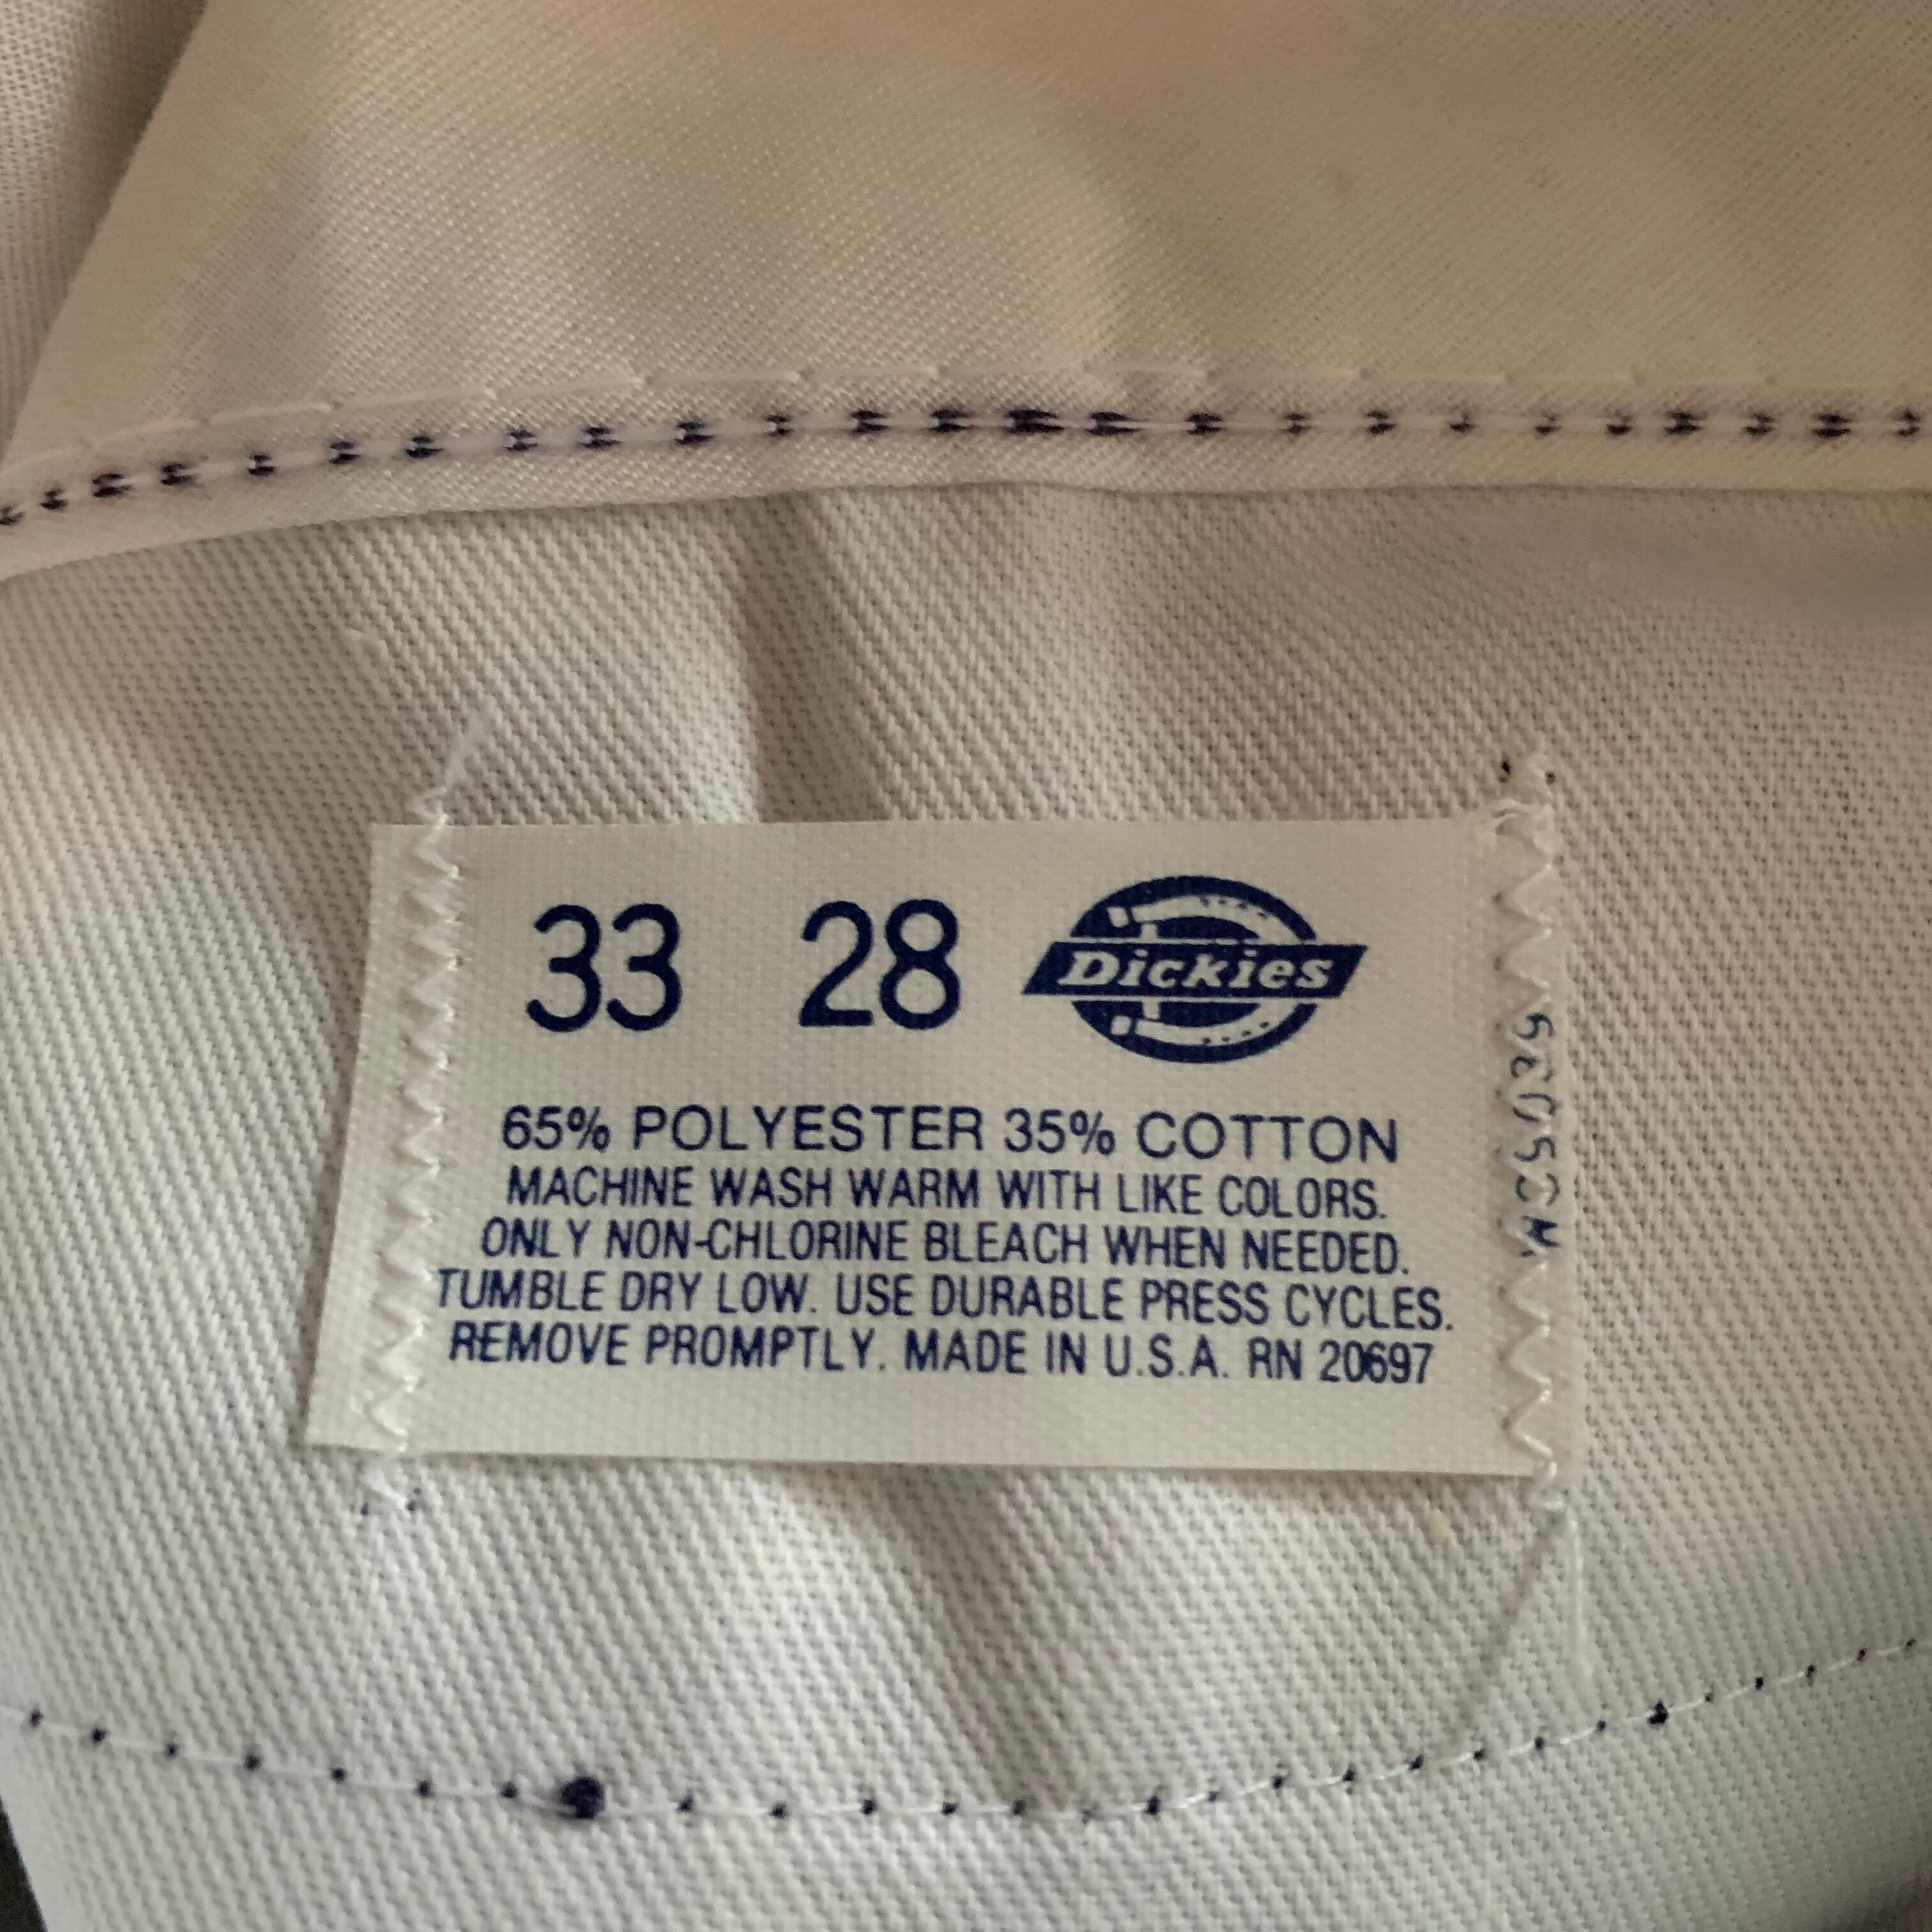 33 28 Dickies
65% POLYESTER 35% COTTON
MACHINE WASH WARM WITH LIKE COLORS.
ONLY NON-CHLORINE BLEACH WHEN NEEDED.
TUMBLE DRY LOW. USE DURABLE PRESS CYCLES.
REMOVE PROMPTLY. MADE IN U.S.A. RN 20697